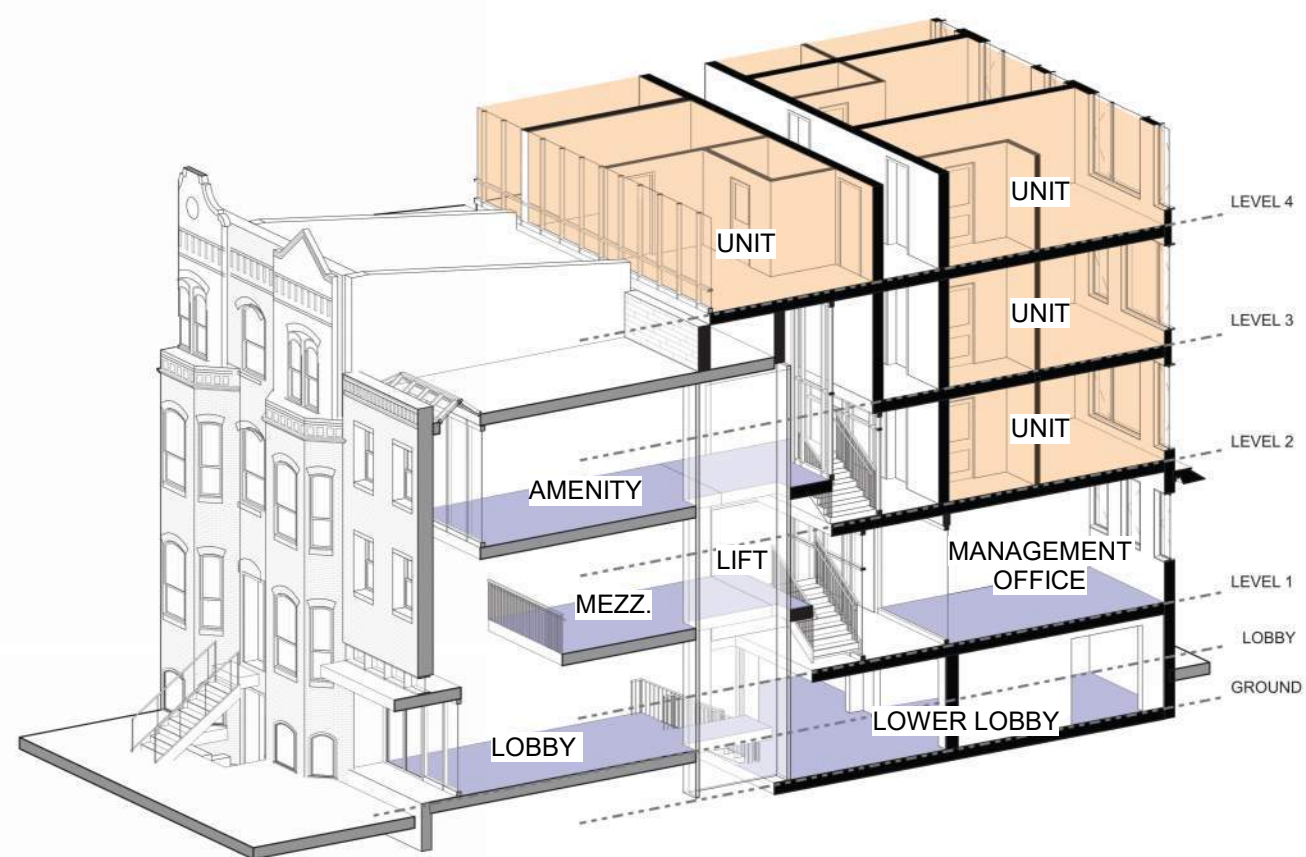 UNIT
LEVEL 4
UNIT
UNIT
LEVEL 3
UNIT
LEVEL 2
AMENITY
LIFT
MANAGEMENT
OFFICE
LEVEL 1
MEZZ.
LOBBY
GROUND
LOWER LOBBY
LOBBY